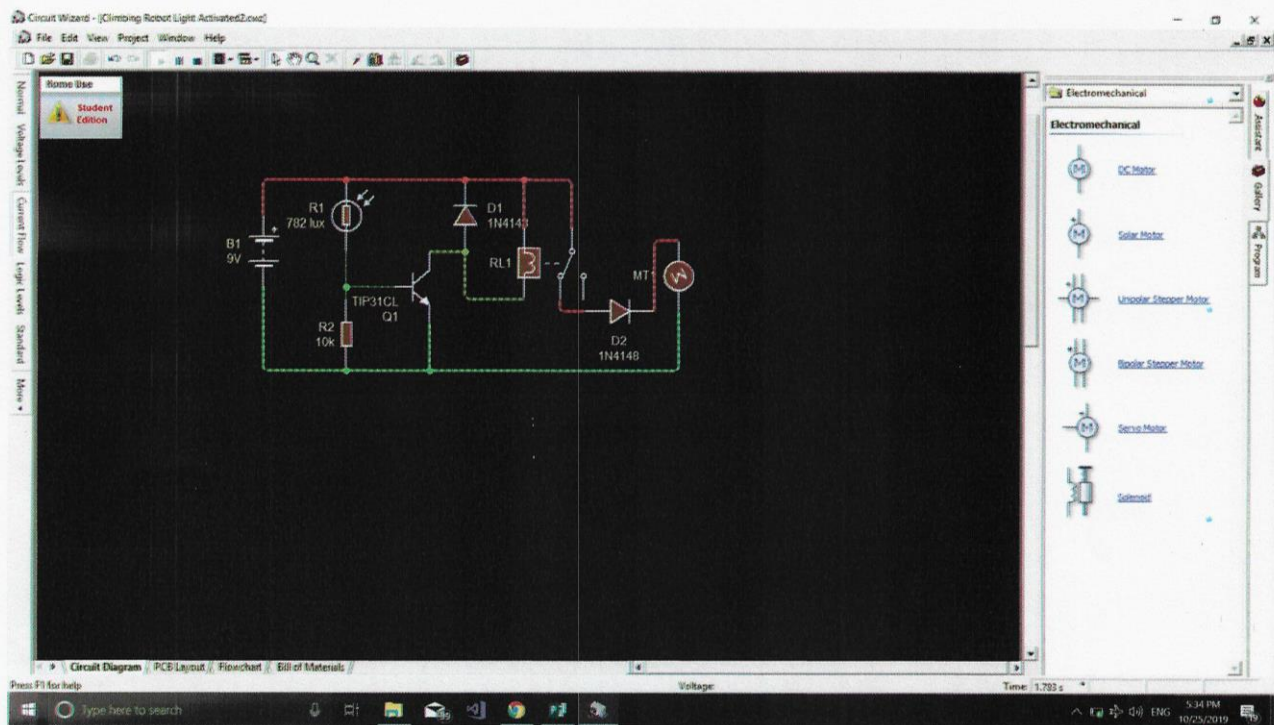 Circuit Wizard - [Climbing Robot Light Activated2.cwz]
File Edit View Project Window Help
Home Use
Student
Edition
Normal
Voltage Levels
Current Flow
Logic Levels
Standard
More
R1
782 lux
B1
9V
D1
1N4148
RL1
MT1
TIP31CL
Q1
R2
10k
D2
1N4148
Electromechanical
Electromechanical
DC Motor
Solar Motor
Unipolar Stepper Motor
Bipolar Stepper Motor
Servo Motor
Solenoid
Assistant
Gallery
Program
Circuit Diagram PCB Layout Flowchart Bill of Materials
Press F1 for help
Voltage:
Time: 1.783 s
Type here to search
ENG
5:34 PM
10/25/2019